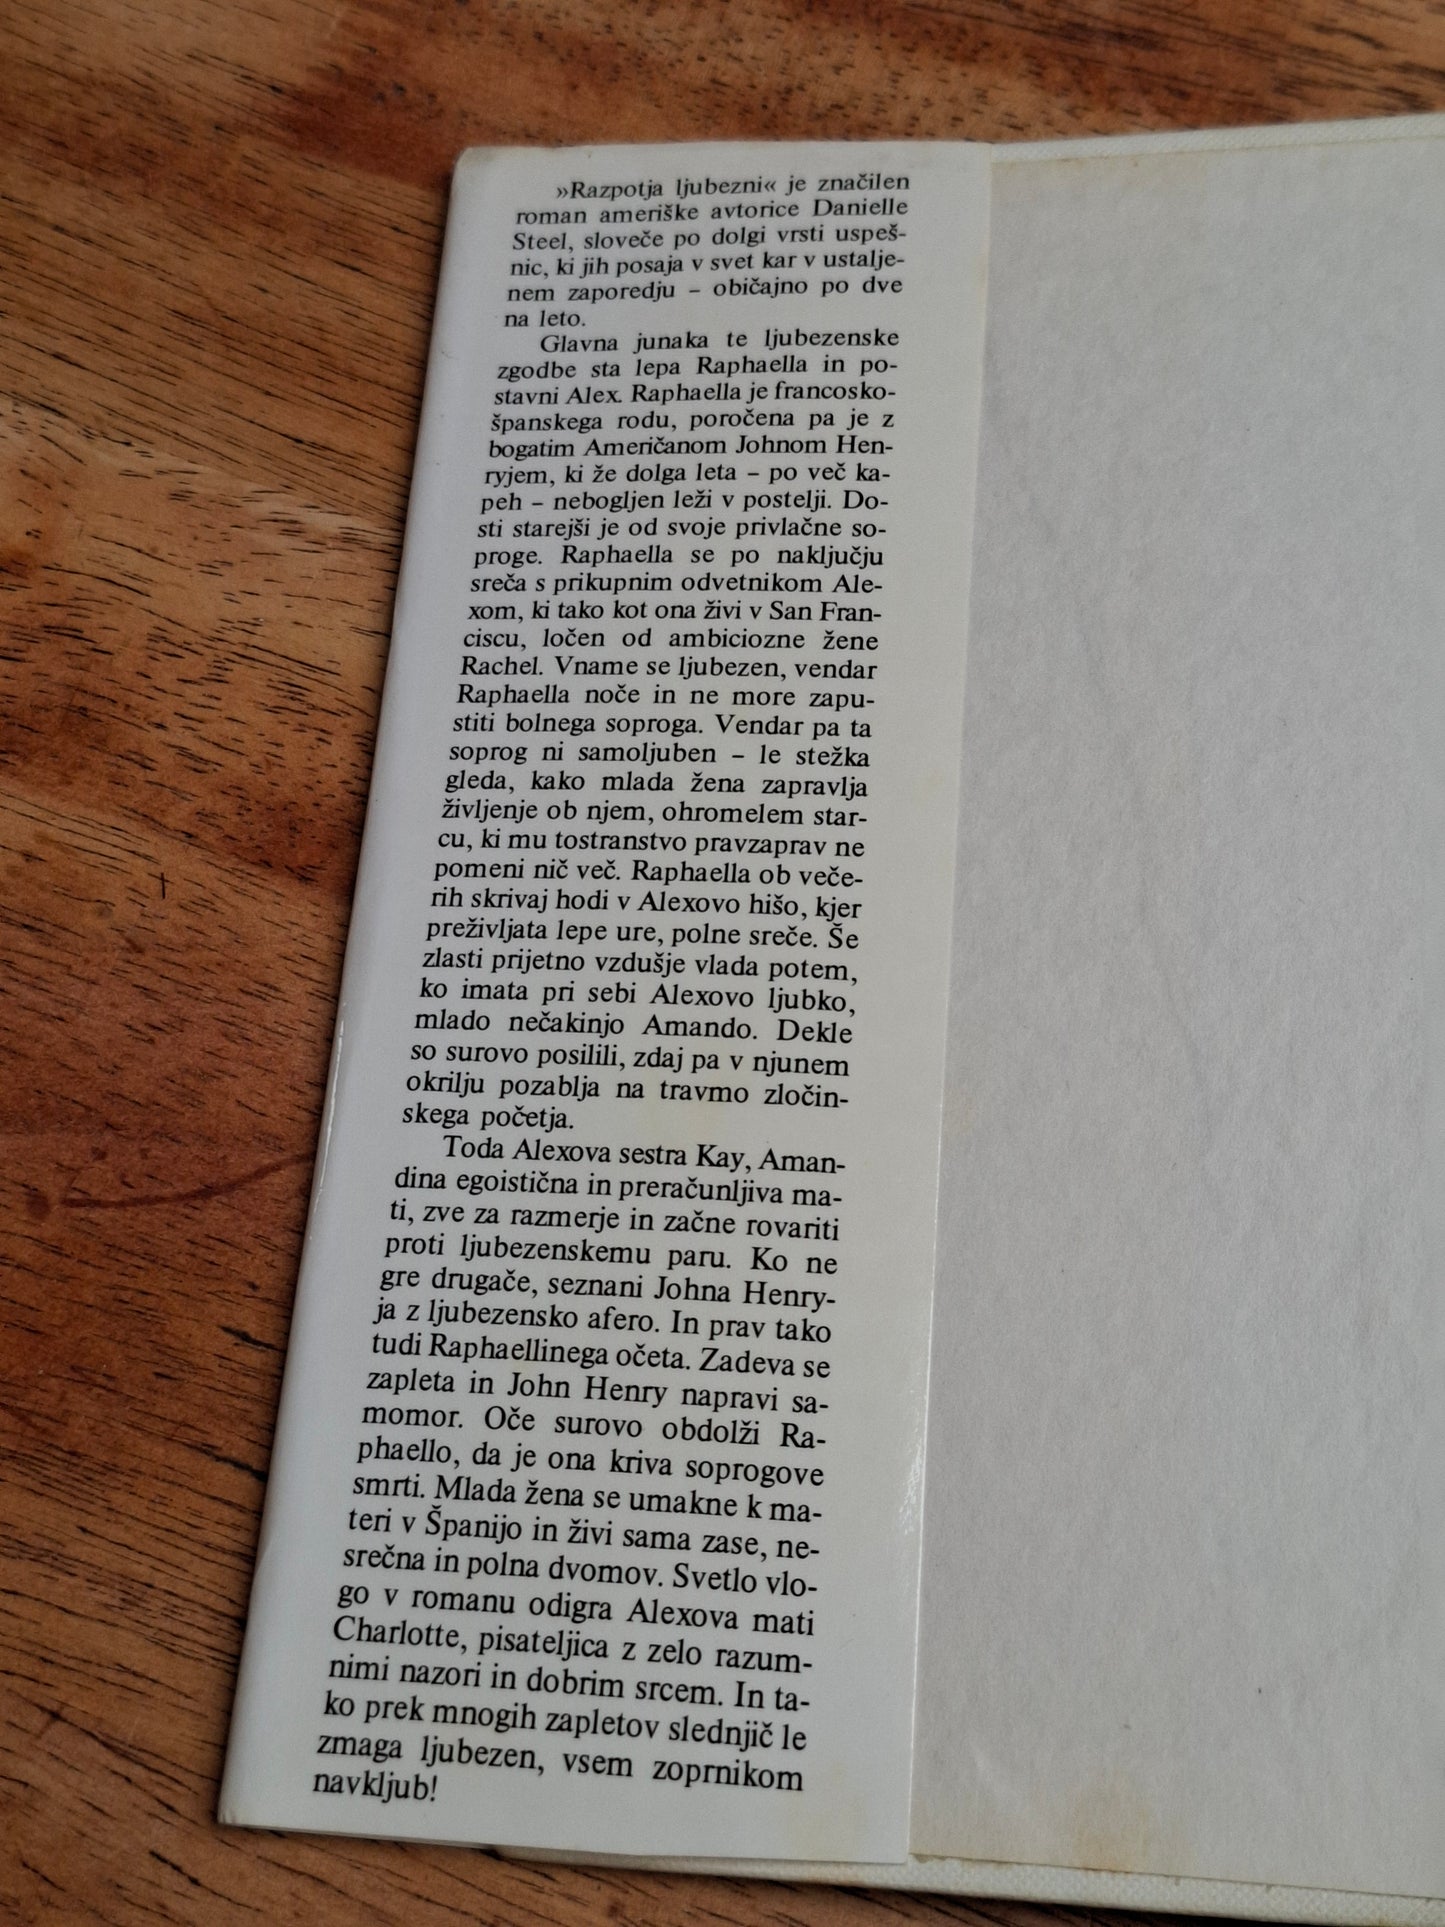 »Razpotja ljubezni« je značilen
roman ameriške avtorice Danielle
Steel, sloveče po dolgi vrsti uspeš-
nic, ki jih posaja v svet kar v ustalje-
nem zaporedju – običajno po dve
na leto.
Glavna junaka te ljubezenske
zgodbe sta lepa Raphaella in po-
stavni Alex. Raphaella je francosko-
španskega rodu, poročena pa je z
bogatim Američanom Johnom Hen-
ryjem, ki že dolga leta – po več ka-
peh – nebogljen leži v postelji. Do-
sti starejši je od svoje privlačne so-
proge. Raphaella se po naključju
sreča s prikupnim odvetnikom Ale-
xom, ki tako kot ona živi v San Fran-
ciscu, ločen od ambiciozne žene
Rachel. Vname se ljubezen, vendar
Raphaella noče in ne more zapu-
stiti bolnega soproga. Vendar pa ta
soprog ni samoljuben – le stežka
gleda, kako mlada žena zapravlja
življenje ob njem, ohromelem star-
cu, ki mu tostranstvo pravzaprav ne
pomeni nič več. Raphaella ob veče-
rih skrivaj hodi v Alexovo hišo, kjer
preživljata lepe ure, polne sreče. Še
zlasti prijetno vzdušje vlada potem,
ko imata pri sebi Alexovo ljubko,
mlado nečakinjo Amando. Dekle
so surovo posilili, zdaj pa v njunem
okrilju pozablja na travmo zločin-
skega početja.
Toda Alexova sestra Kay, Aman-
dina egoistična in preračunljiva ma-
ti, zve za razmerje in začne rovariti
proti ljubezenskemu paru. Ko ne
gre drugače, seznani Johna Henry-
ja z ljubezensko afero. In prav tako
tudi Raphaellinega očeta. Zadeva se
zapleta in John Henry napravi sa-
momor. Oče surovo obdolži Ra-
phaello, da je ona kriva soprogove
smrti. Mlada žena se umakne k ma-
teri v Španijo in živi sama zase, ne-
srečna in polna dvomov. Svetlo vlo-
go v romanu odigra Alexova mati
Charlotte, pisateljica z zelo razum-
nimi nazori in dobrim srcem. In ta-
ko prek mnogih zapletov slednjič le
zmaga ljubezen, vsem zoprnikom
navkljub!